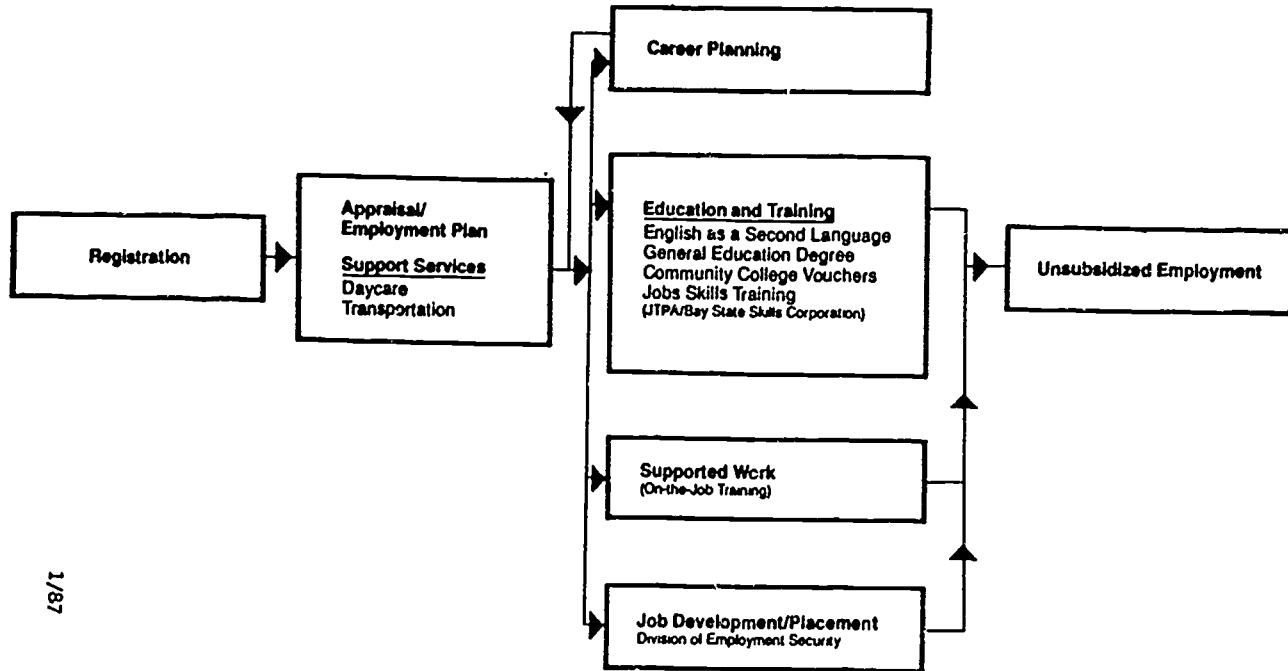 Career Planning
Registration
Appraisal/
Employment Plan
Support Services
Daycare
Transportation
Education and Training
English as a Second Language
General Education Degree
Community College Vouchers
Jobs Skills Training
(JTPA/Bay State Skills Corporation)
Unsubsidized Employment
Supported Work
(On-the-Job Training)
Job Development/Placement
Division of Employment Security
1/87